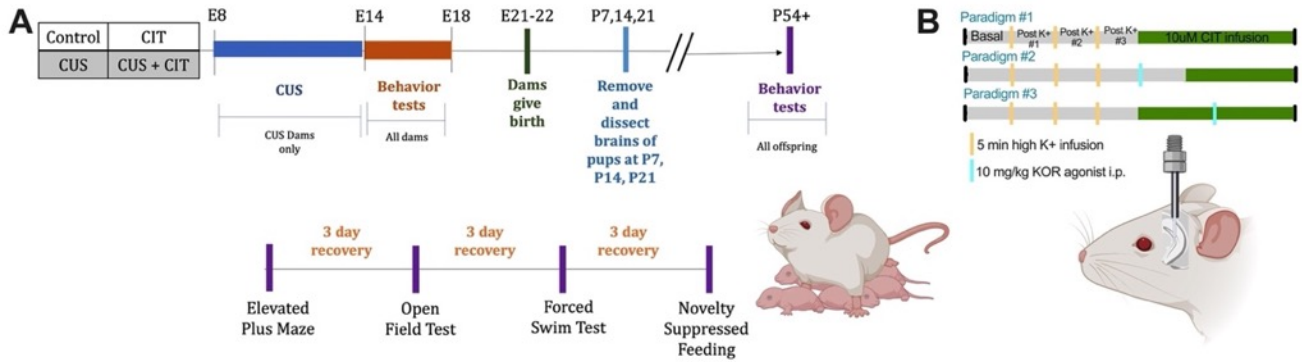 A
Control CIT
CUS CUS + CIT
E8 E14 E18 E21-22 P7,14,21 P54+
CUS
Behavior
tests
Dams
give
birth
Remove
and
dissect
brains of
pups at P7,
P14, P21
Behavior
tests
CUS Dams
only
All dams
All offspring
3 day
recovery
3 day
recovery
3 day
recovery
Elevated
Plus Maze
Open
Field Test
Forced
Swim Test
Novelty
Suppressed
Feeding
B
Paradigm #1
Basal
Post K+
#1
Post K+
#2
Post K+
#3
10uM CIT infusion
Paradigm #2
Paradigm #3
5 min high K+ infusion
10 mg/kg KOR agonist i.p.